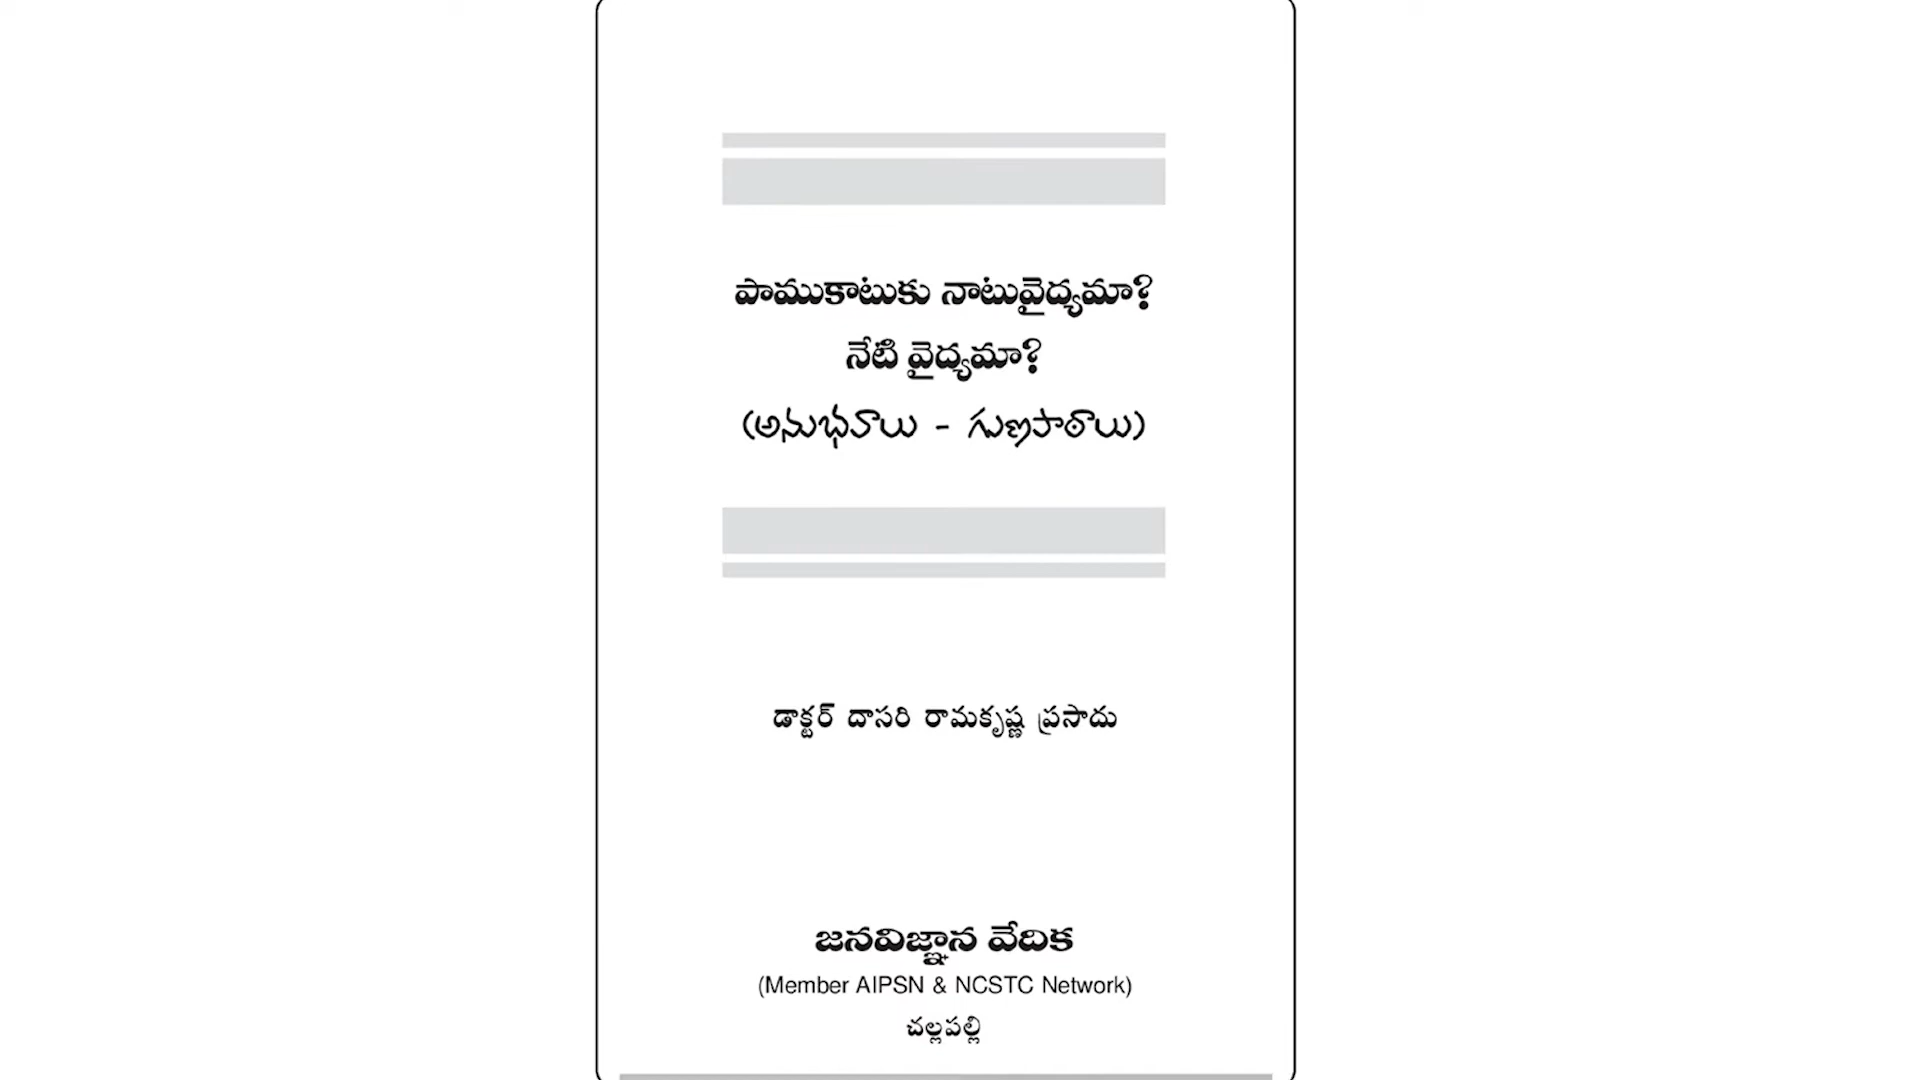 పాముకాటుకు నాటువైద్యమా?
నేటి వైద్యమా?
(అనుభవాలు - గుణపాఠాలు)
డాక్టర్ దాసరి రామకృష్ణ ప్రసాదు
జనవిజ్ఞాన వేదిక
(Member AIPSN & NCSTC Network)
చల్లపల్లి